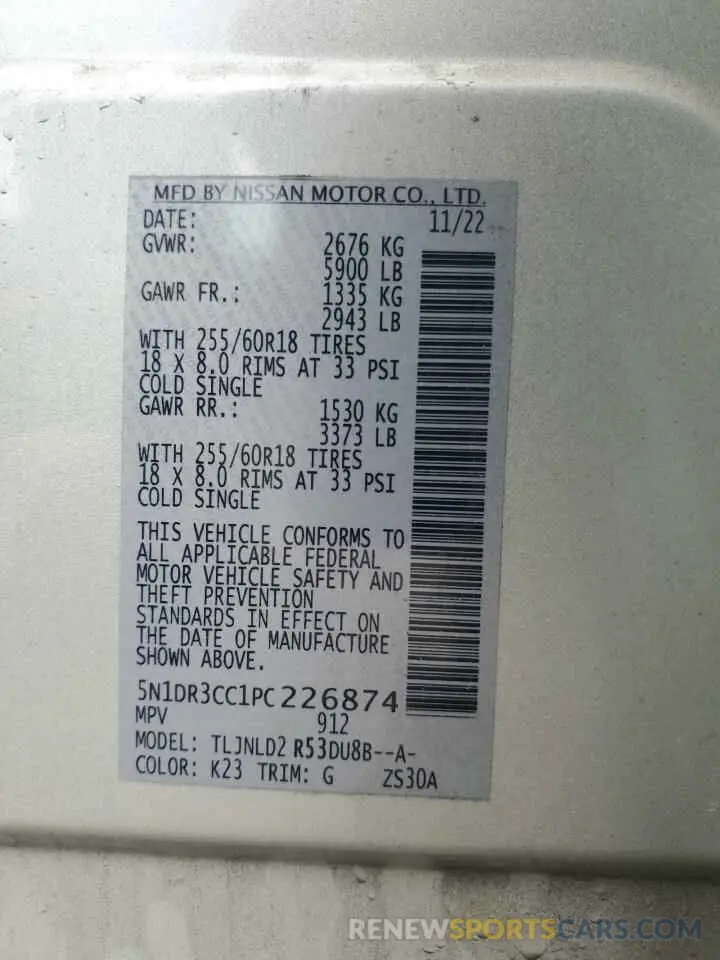 MFD BY NISSAN MOTOR CO., LTD.
DATE: 11/22
GVWR: 2676 KG
5900 LB
GAWR FR.: 1335 KG
2943 LB
WITH 255/60R18 TIRES
18 X 8.0 RIMS AT 33 PSI
COLD SINGLE
GAWR RR.: 1530 KG
3373 LB
WITH 255/60R18 TIRES
18 X 8.0 RIMS AT 33 PSI
COLD SINGLE
THIS VEHICLE CONFORMS TO
ALL APPLICABLE FEDERAL
MOTOR VEHICLE SAFETY AND
THEFT PREVENTION
STANDARDS IN EFFECT ON
THE DATE OF MANUFACTURE
SHOWN ABOVE.
5N1DR3CC1PC226874
MPV 912
MODEL: TLJNLD2 R53DU8B--A-
COLOR: K23 TRIM: G ZS30A
RENEWSPORTSCARS.COM